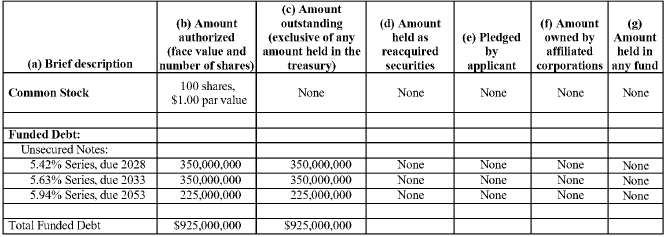 (a) Brief description (b) Amount authorized (face value and number of shares) (c) Amount outstanding (exclusive of any amount held in the treasury) (d) Amount held as reacquired securities (e) Pledged by applicant (f) Amount owned by affiliated corporations (g) Amount held in any fund
Common Stock 100 shares, $1.00 par value None None None None None
Funded Debt:
Unsecured Notes:
5.42% Series, due 2028 350,000,000 350,000,000 None None None None
5.63% Series, due 2033 350,000,000 350,000,000 None None None None
5.94% Series, due 2053 225,000,000 225,000,000 None None None None
Total Funded Debt $925,000,000 $925,000,000